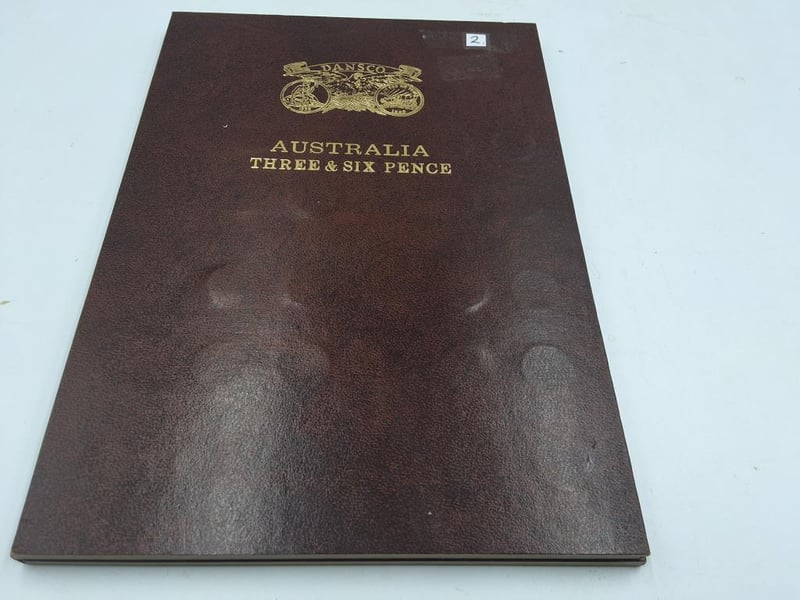 2.
DANSCO
AUSTRALIA
THREE & SIX PENCE